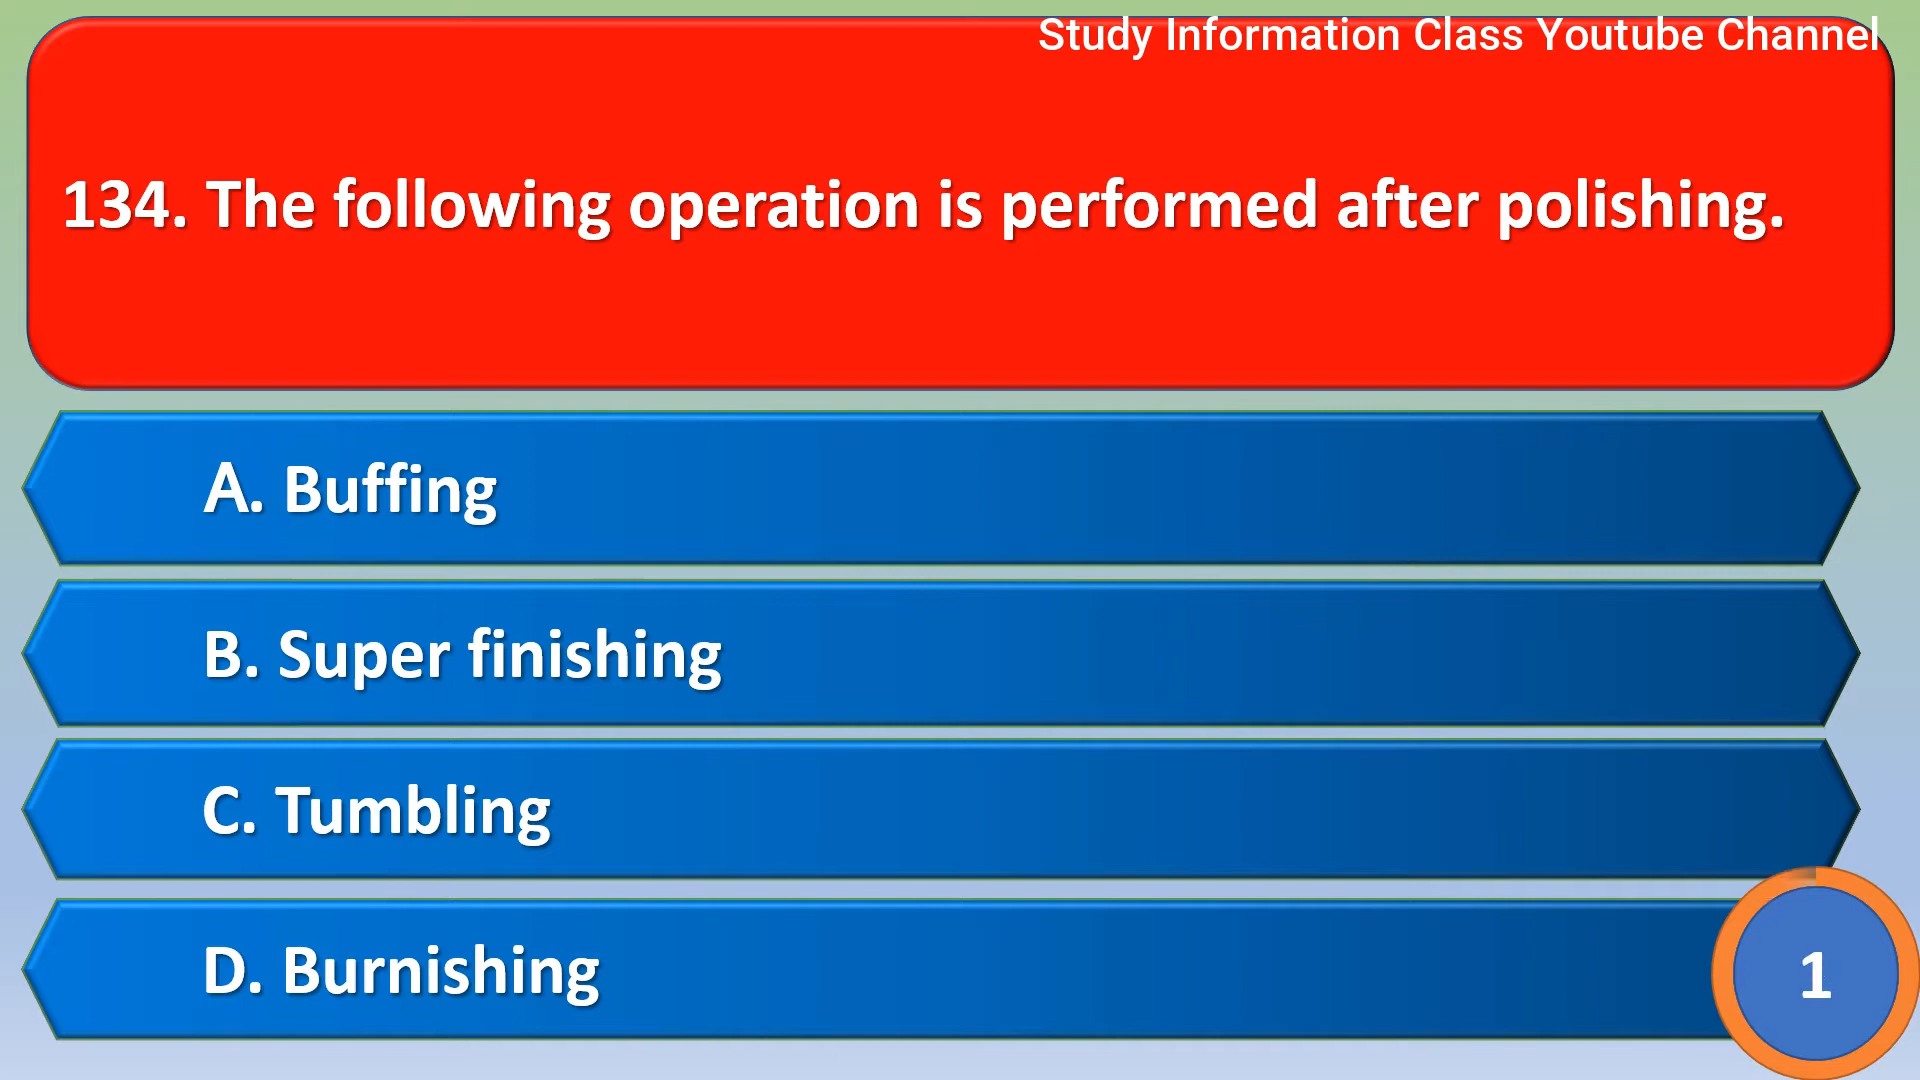 Study Information Class Youtube Channel
134. The following operation is performed after polishing.
A. Buffing
B. Super finishing
C. Tumbling
D. Burnishing
1